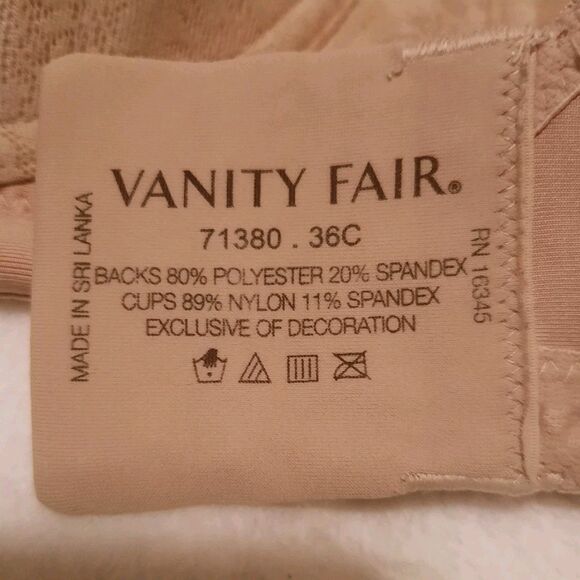 VANITY FAIR®
71380 . 36C
BACKS 80% POLYESTER 20% SPANDEX
CUPS 89% NYLON 11% SPANDEX
EXCLUSIVE OF DECORATION
MADE IN SRI LANKA
RN 16345